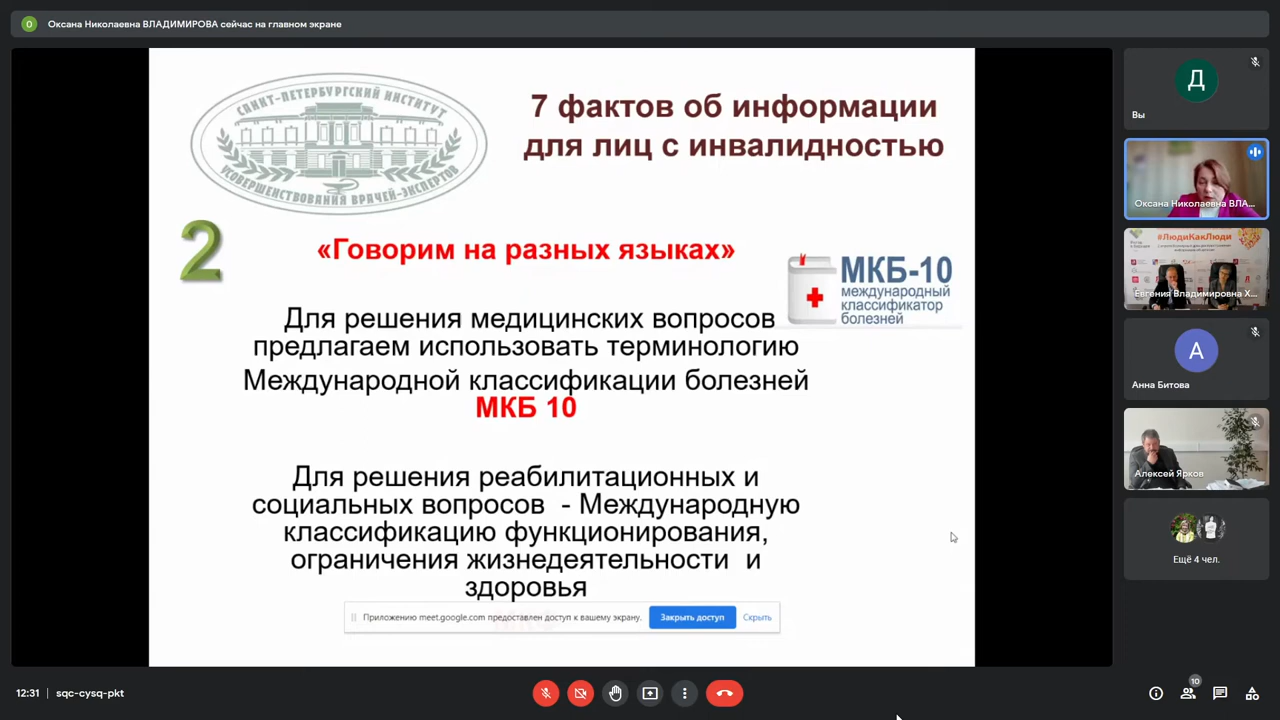 О
Оксана Николаевна ВЛАДИМИРОВА сейчас на главном экране
САНКТ-ПЕТЕРБУРГСКИЙ ИНСТИТУТ
УСОВЕРШЕНСТВОВАНИЯ ВРАЧЕЙ-ЭКСПЕРТОВ
7 фактов об информации
для лиц с инвалидностью
2
«Говорим на разных языках»
МКБ-10
международный
классификатор
болезней
Для решения медицинских вопросов
предлагаем использовать терминологию
Международной классификации болезней
МКБ 10
Для решения реабилитационных и
социальных вопросов - Международную
классификацию функционирования,
ограничения жизнедеятельности и
здоровья
Приложению meet.google.com предоставлен доступ к вашему экрану.
Закрыть доступ
Скрыть
Д
Вы
Оксана Николаевна ВЛА...
#ЛюдиКакЛюди
Евгения Владимировна Х...
А
Анна Битова
Алексей Ярков
Ещё 4 чел.
12:31 | sqc-cysq-pkt
10